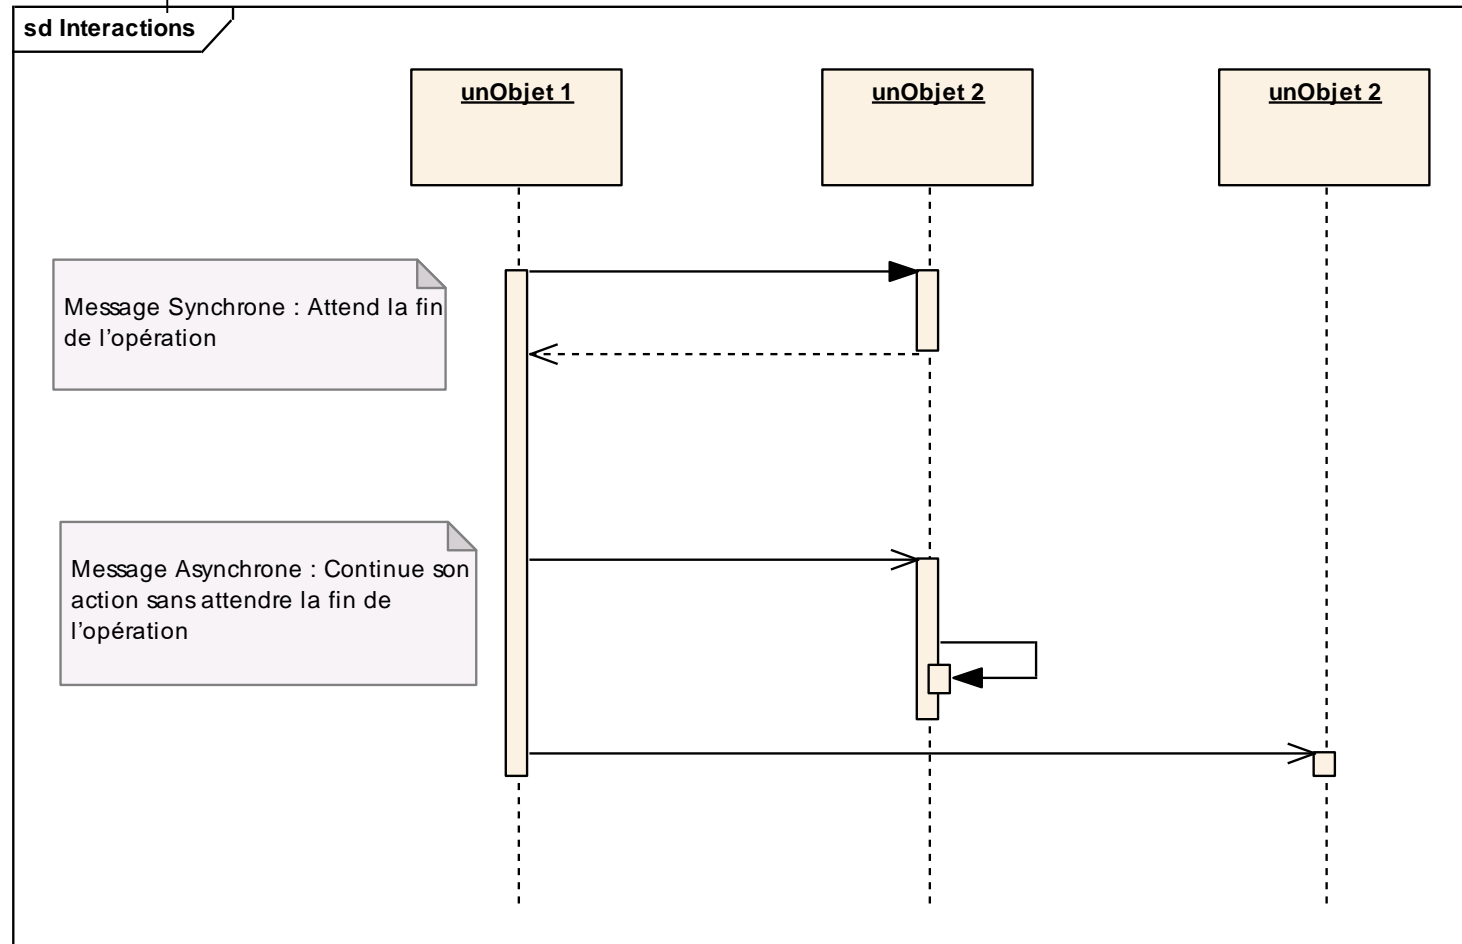 sd Interactions
unObjet 1
unObjet 2
unObjet 2
Message Synchrone : Attend la fin
de l’opération
Message Asynchrone : Continue son
action sans attendre la fin de
l’opération